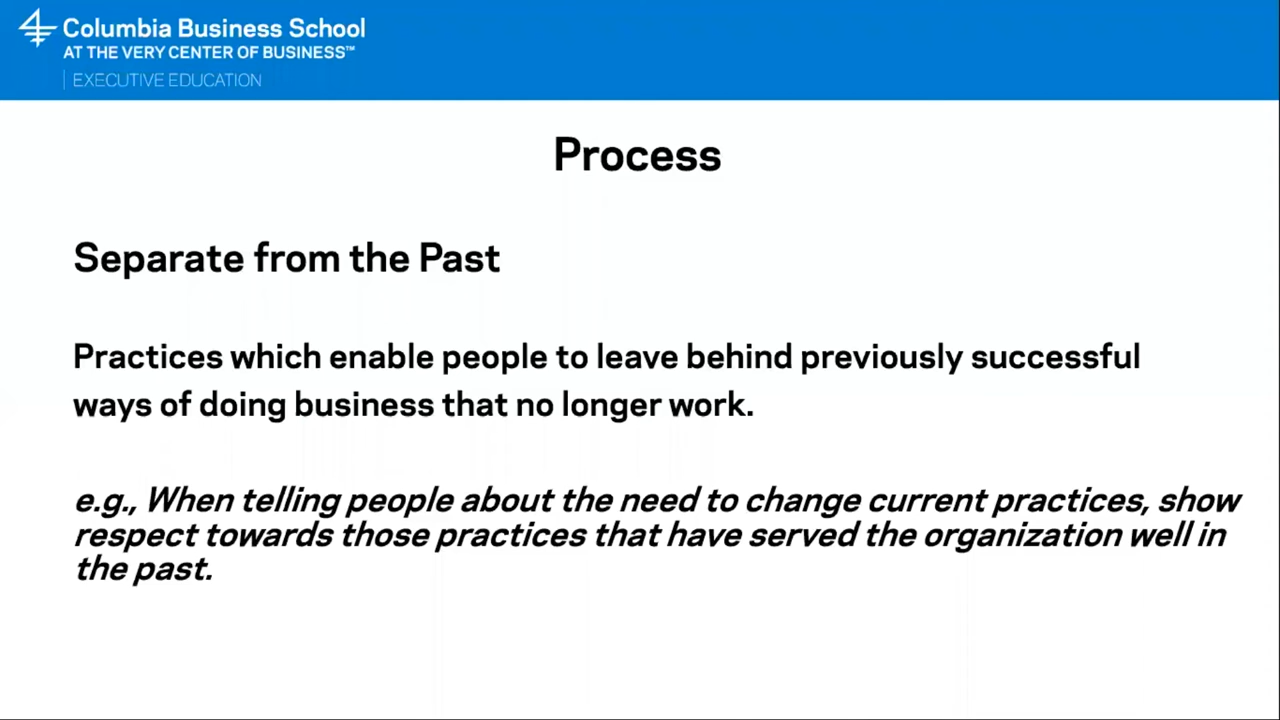 Columbia Business School
AT THE VERY CENTER OF BUSINESS™
EXECUTIVE EDUCATION
Process
Separate from the Past
Practices which enable people to leave behind previously successful
ways of doing business that no longer work.
e.g., When telling people about the need to change current practices, show
respect towards those practices that have served the organization well in
the past.